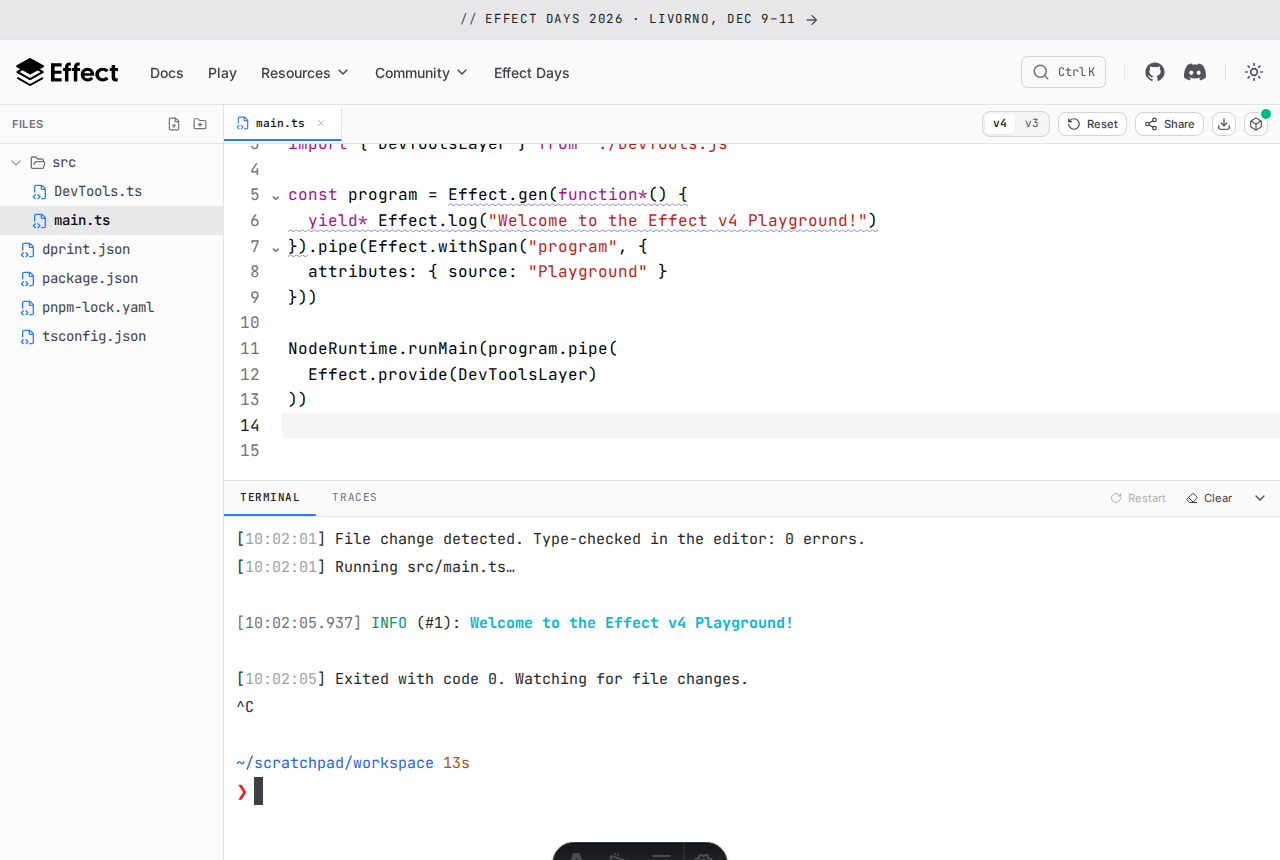 // EFFECT DAYS 2026 · LIVORNO, DEC 9–11 →
Effect
Docs
Play
Resources
Community
Effect Days
Ctrl K
FILES
main.ts
v4
v3
Reset
Share
src
DevTools.ts
main.ts
dprint.json
package.json
pnpm-lock.yaml
tsconfig.json
3 import { DevToolsLayer } from "./DevTools.js"
4
5 const program = Effect.gen(function*() {
6   yield* Effect.log("Welcome to the Effect v4 Playground!")
7 }).pipe(Effect.withSpan("program", {
8   attributes: { source: "Playground" }
9 }))
10
11 NodeRuntime.runMain(program.pipe(
12   Effect.provide(DevToolsLayer)
13 ))
14
15
TERMINAL
TRACES
Restart
Clear
[10:02:01] File change detected. Type-checked in the editor: 0 errors.
[10:02:01] Running src/main.ts…
[10:02:05.937] INFO (#1): Welcome to the Effect v4 Playground!
[10:02:05] Exited with code 0. Watching for file changes.
^C
~/scratchpad/workspace 13s
❯